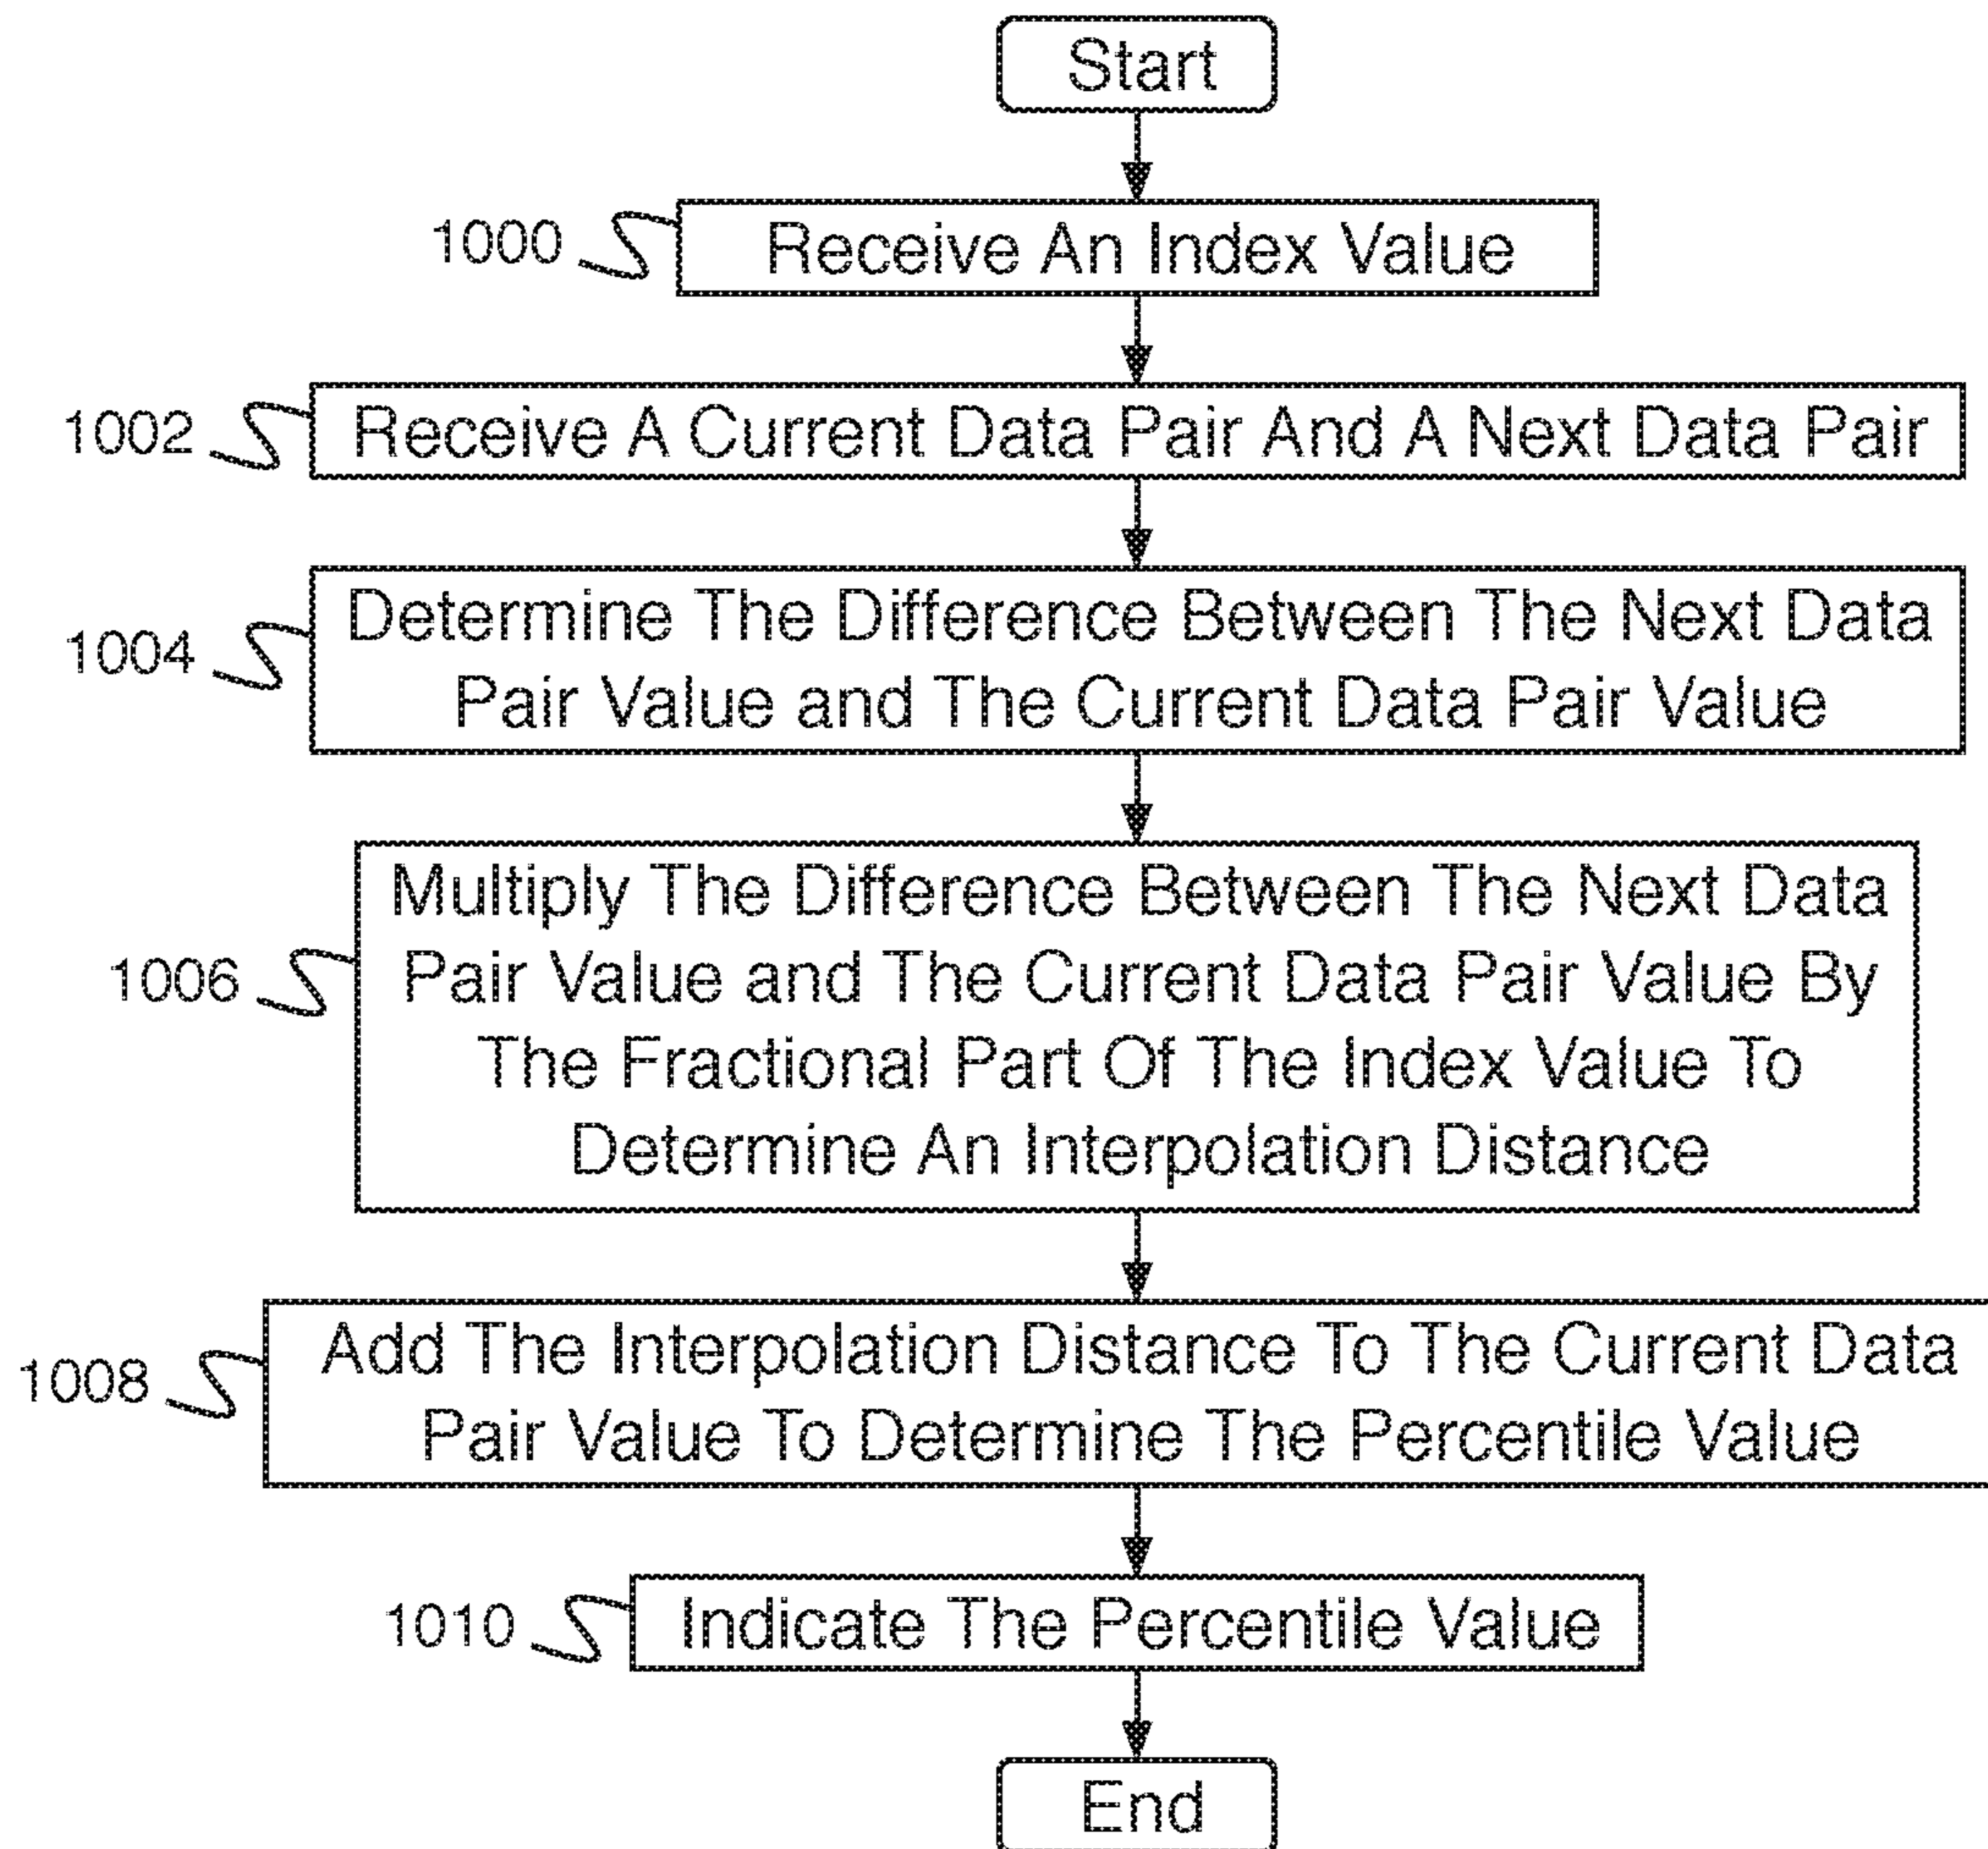 Start
1000
Receive An Index Value
1002
Receive A Current Data Pair And A Next Data Pair
1004
Determine The Difference Between The Next Data
Pair Value and The Current Data Pair Value
1006
Multiply The Difference Between The Next Data
Pair Value and The Current Data Pair Value By
The Fractional Part Of The Index Value To
Determine An Interpolation Distance
1008
Add The Interpolation Distance To The Current Data
Pair Value To Determine The Percentile Value
1010
Indicate The Percentile Value
End